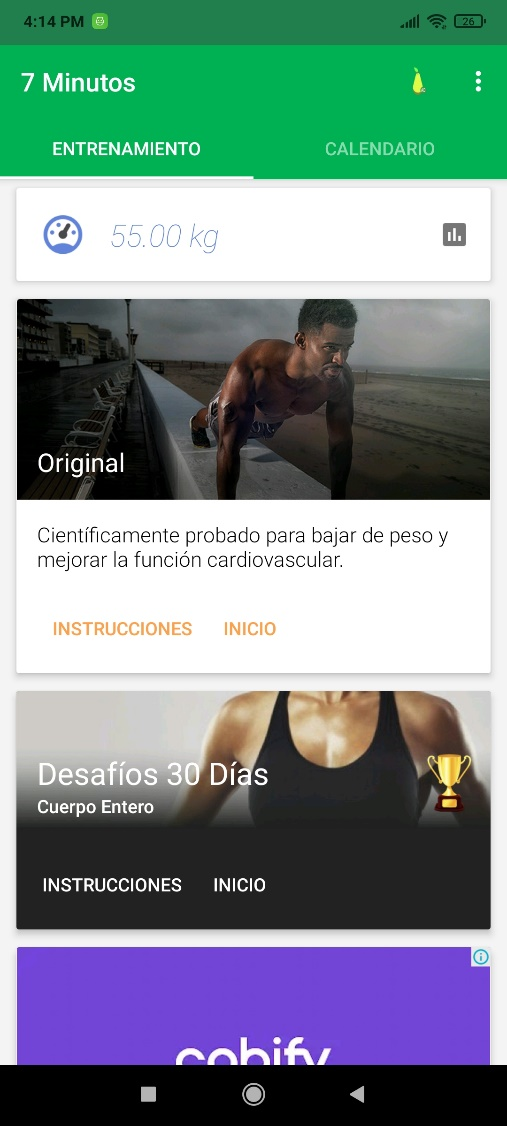 4:14 PM
26
7 Minutos
ENTRENAMIENTO
CALENDARIO
55.00 kg
Original
Científicamente probado para bajar de peso y
mejorar la función cardiovascular.
INSTRUCCIONES
INICIO
Desafíos 30 Días
Cuerpo Entero
INSTRUCCIONES
INICIO
cabify